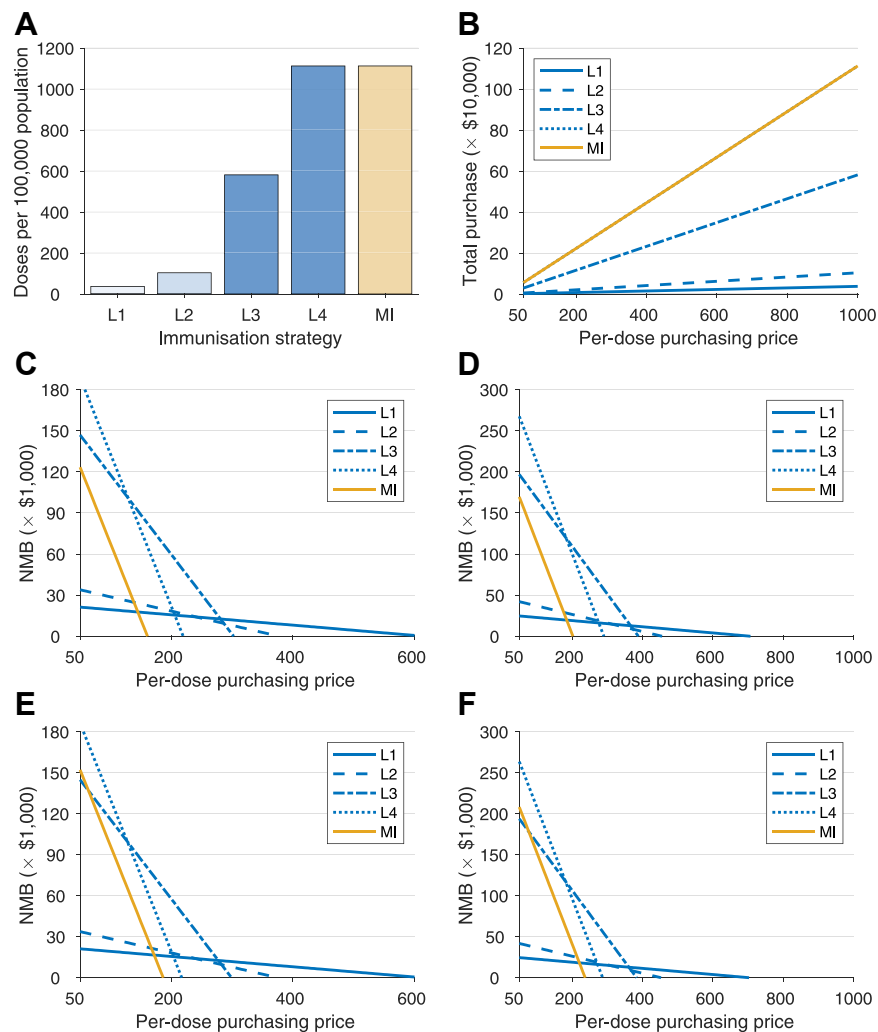 A
Doses per 100,000 population
1200
1000
800
600
400
200
0
L1 L2 L3 L4 MI
Immunisation strategy
B
Total purchase (× $10,000)
120
100
80
60
40
20
0
50 200 400 600 800 1000
Per-dose purchasing price
L1
L2
L3
L4
MI
C
NMB (× $1,000)
180
150
120
90
60
30
0
50 200 400 600
Per-dose purchasing price
L1
L2
L3
L4
MI
D
NMB (× $1,000)
300
250
200
150
100
50
0
50 200 400 600 800 1000
Per-dose purchasing price
L1
L2
L3
L4
MI
E
NMB (× $1,000)
180
150
120
90
60
30
0
50 200 400 600
Per-dose purchasing price
L1
L2
L3
L4
MI
F
NMB (× $1,000)
300
250
200
150
100
50
0
50 200 400 600 800 1000
Per-dose purchasing price
L1
L2
L3
L4
MI